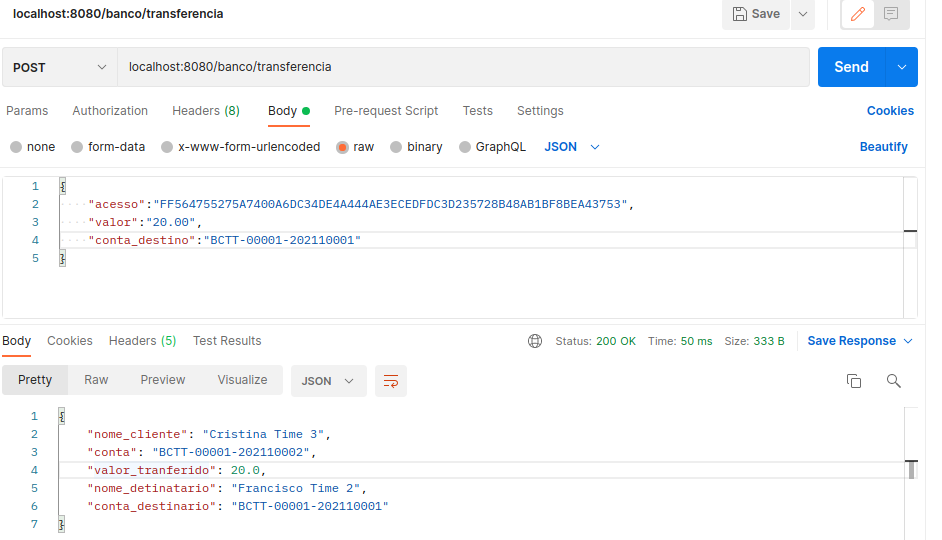 localhost:8080/banco/transferencia
Save
POST
localhost:8080/banco/transferencia
Send
Params Authorization Headers (8) Body Pre-request Script Tests Settings Cookies
none form-data x-www-form-urlencoded raw binary GraphQL JSON Beautify
1 {
2 "acesso":"FF564755275A7400A6DC34DE4A444AE3ECEDFDC3D235728B48AB1BF8BEA43753",
3 "valor":"20.00",
4 "conta_destino":"BCTT-00001-202110001"
5 }
Body Cookies Headers (5) Test Results Status: 200 OK Time: 50 ms Size: 333 B Save Response
Pretty Raw Preview Visualize JSON
1 {
2 "nome_cliente": "Cristina Time 3",
3 "conta": "BCTT-00001-202110002",
4 "valor_tranferido": 20.0,
5 "nome_detinatario": "Francisco Time 2",
6 "conta_destinario": "BCTT-00001-202110001"
7 }